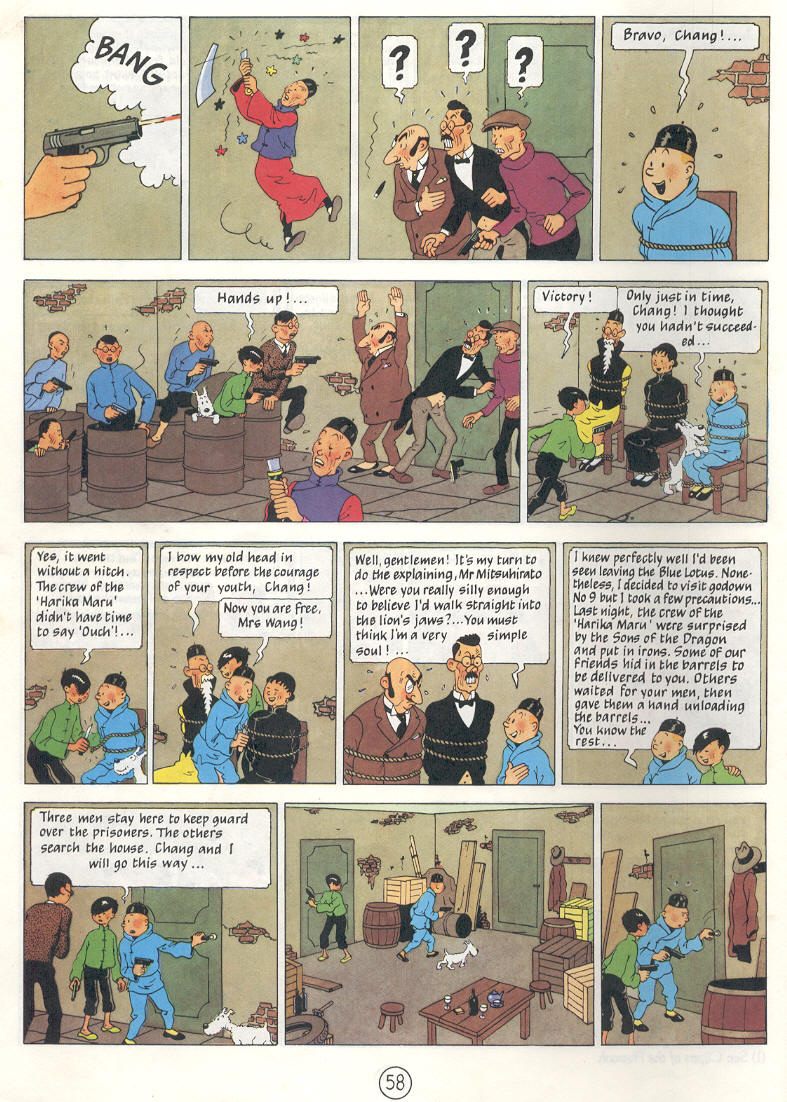 BANG
?
?
?
Bravo, Chang!...
Hands up!...
Victory!
Only just in time,
Chang! I thought
you hadn't succeed-
ed...
Yes, it went
without a hitch.
The crew of the
'Harika Maru'
didn't have time
to say 'Ouch'!...
I bow my old head in
respect before the courage
of your youth, Chang!
Now you are free,
Mrs Wang!
Well, gentlemen! It's my turn to
do the explaining, Mr Mitsuhirato
...Were you really silly enough
to believe I'd walk straight into
the lion's jaws?...You must
think I'm a very simple
soul!...
I knew perfectly well I'd been
seen leaving the Blue Lotus. None-
theless, I decided to visit godown
No 9 but I took a few precautions...
Last night, the crew of the
'Harika Maru' were surprised
by the Sons of the Dragon
and put in irons. Some of our
friends hid in the barrels to
be delivered to you. Others
waited for your men, then
gave them a hand unloading
the barrels...
You know the
rest...
Three men stay here to keep guard
over the prisoners. The others
search the house. Chang and I
will go this way...
58